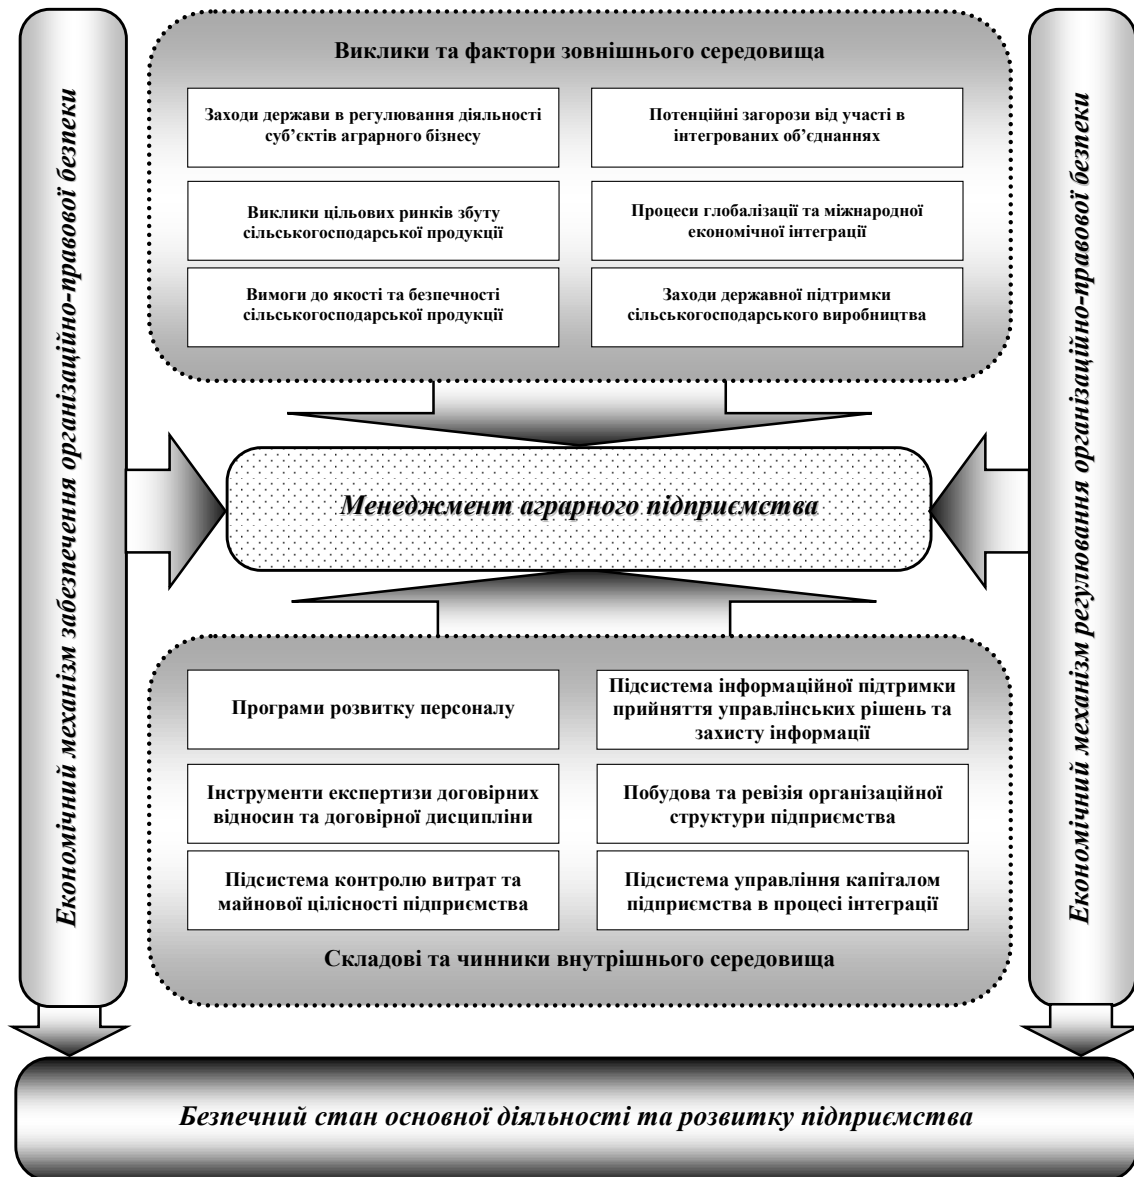 Економічний механізм забезпечення організаційно-правової безпеки
Виклики та фактори зовнішнього середовища
Заходи держави в регулювання діяльності
суб’єктів аграрного бізнесу
Потенційні загрози від участі в
інтегрованих об’єднаннях
Виклики цільових ринків збуту
сільськогосподарської продукції
Процеси глобалізації та міжнародної
економічної інтеграції
Вимоги до якості та безпечності
сільськогосподарської продукції
Заходи державної підтримки
сільськогосподарського виробництва
Менеджмент аграрного підприємства
Програми розвитку персоналу
Підсистема інформаційної підтримки
прийняття управлінських рішень та
захисту інформації
Інструменти експертизи договірних
відносин та договірної дисципліни
Побудова та ревізія організаційної
структури підприємства
Підсистема контролю витрат та
майнової цілісності підприємства
Підсистема управління капіталом
підприємства в процесі інтеграції
Складові та чинники внутрішнього середовища
Економічний механізм регулювання організаційно-правової безпеки
Безпечний стан основної діяльності та розвитку підприємства